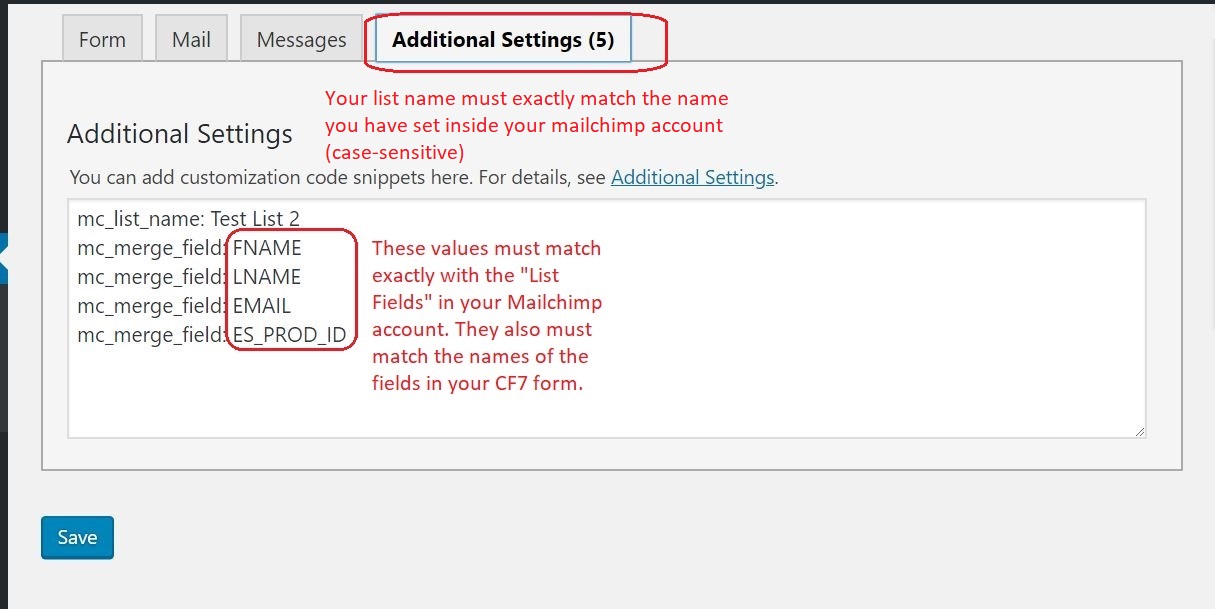 Form Mail Messages Additional Settings (5)
Your list name must exactly match the name
you have set inside your mailchimp account
(case-sensitive)
Additional Settings
You can add customization code snippets here. For details, see Additional Settings.
mc_list_name: Test List 2
mc_merge_field: FNAME
mc_merge_field: LNAME
mc_merge_field: EMAIL
mc_merge_field: ES_PROD_ID
These values must match
exactly with the "List
Fields" in your Mailchimp
account. They also must
match the names of the
fields in your CF7 form.
Save